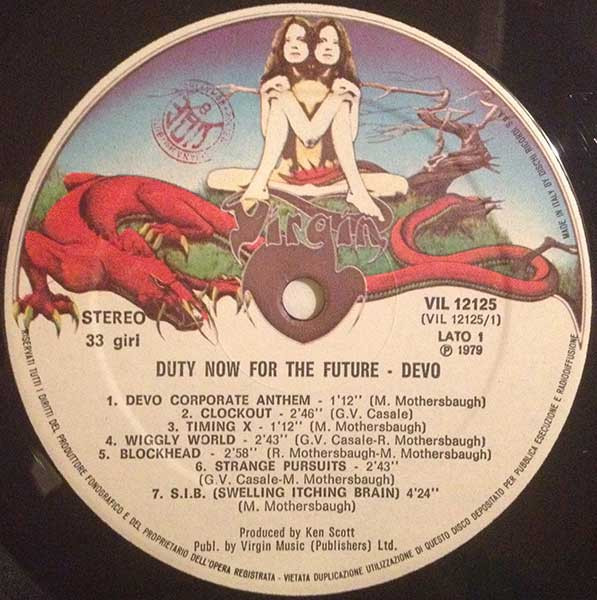 Virgin
MADE IN ITALY BY DISCHI RICORDI S.p.A.
STEREO
33 giri
VIL 12125
(VIL 12125/1)
LATO 1
℗ 1979
DUTY NOW FOR THE FUTURE - DEVO
1. DEVO CORPORATE ANTHEM - 1'12'' (M. Mothersbaugh)
2. CLOCKOUT - 2'46'' (G.V. Casale)
3. TIMING X - 1'12'' (M. Mothersbaugh)
4. WIGGLY WORLD - 2'43'' (G.V. Casale-R. Mothersbaugh)
5. BLOCKHEAD - 2'58'' (R. Mothersbaugh-M. Mothersbaugh)
6. STRANGE PURSUITS - 2'43''
(G.V. Casale-M. Mothersbaugh)
7. S.I.B. (SWELLING ITCHING BRAIN) 4'24''
(M. Mothersbaugh)
Produced by Ken Scott
Publ. by Virgin Music (Publishers) Ltd.
RISERVATI TUTTI I DIRITTI DEL PRODUTTORE FONOGRAFICO E DEL PROPRIETARIO DELL'OPERA REGISTRATA - VIETATA DUPLICAZIONE UTILIZZAZIONE DI QUESTO DISCO DEPOSITATO PER PUBBLICA ESECUZIONE E RADIODIFFUSIONE